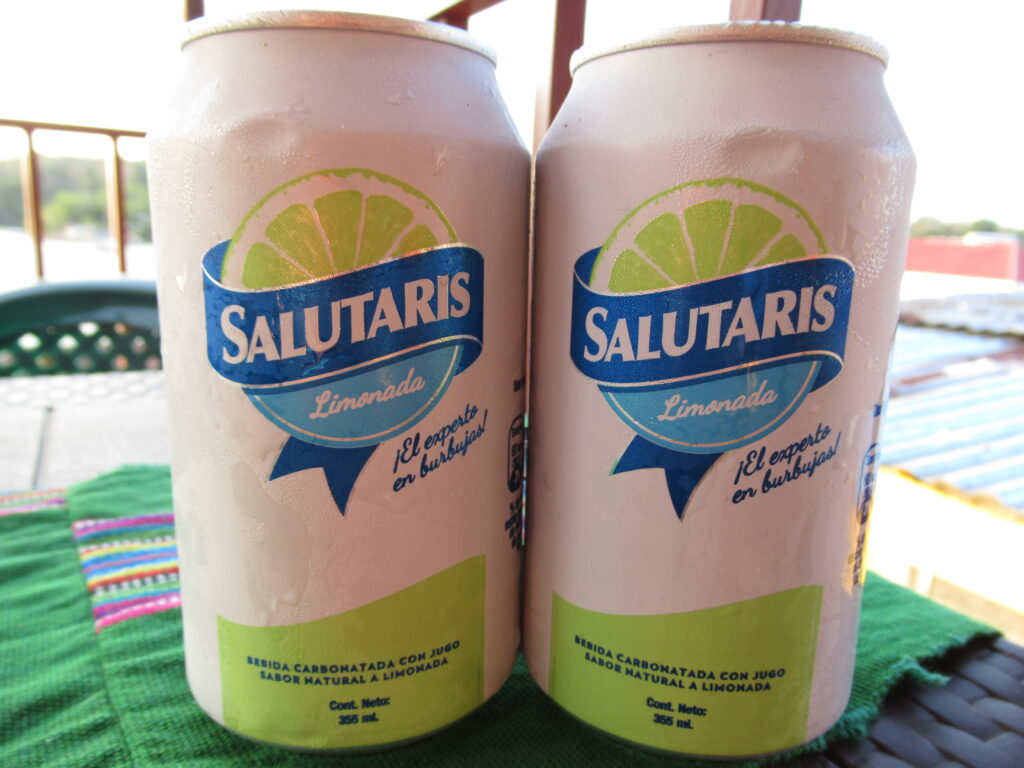 SALUTARIS
Limonada
¡El experto
en burbujas!
BEBIDA CARBONATADA CON JUGO
SABOR NATURAL A LIMONADA
Cont. Neto:
355 mL
SALUTARIS
Limonada
¡El experto
en burbujas!
BEBIDA CARBONATADA CON JUGO
SABOR NATURAL A LIMONADA
Cont. Neto:
355 mL